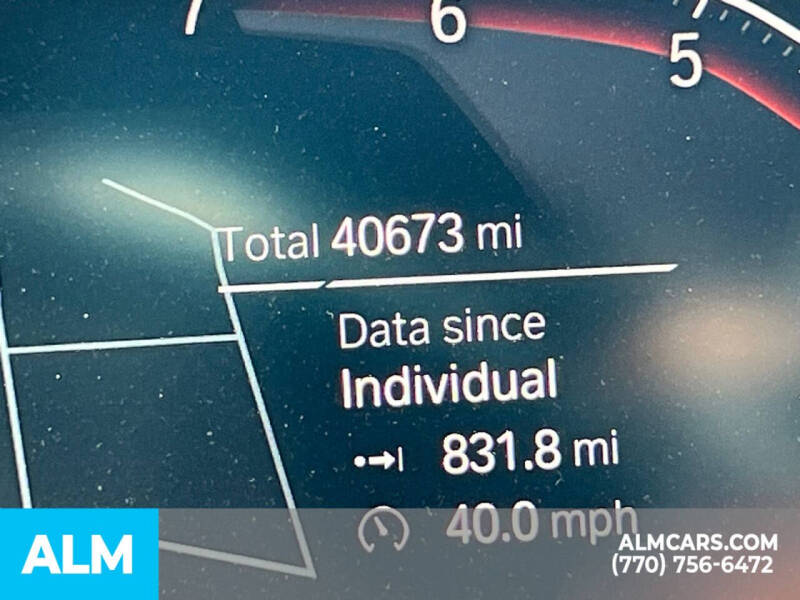 7 6 5
Total 40673 mi
Data since
Individual
831.8 mi
40.0 mph
ALM
ALMCARS.COM
(770) 756-6472